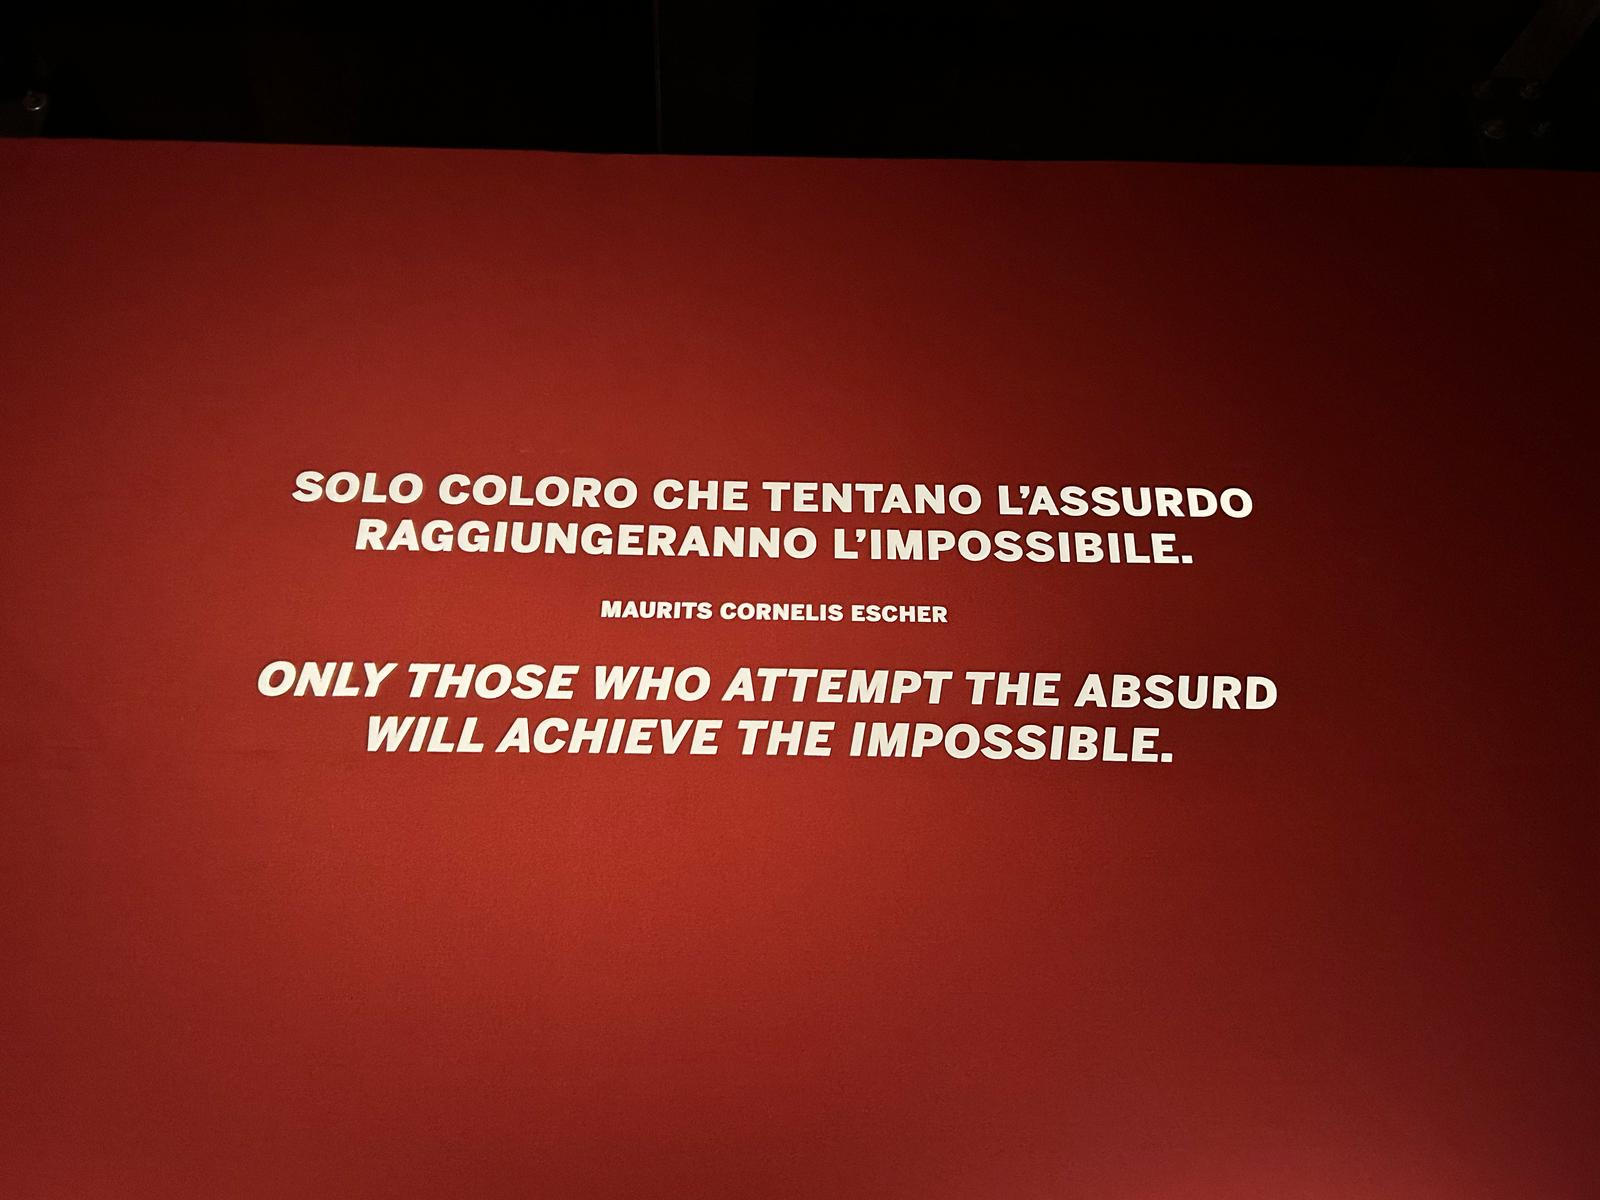 SOLO COLORO CHE TENTANO L’ASSURDO
RAGGIUNGERANNO L’IMPOSSIBILE.
MAURITS CORNELIS ESCHER
ONLY THOSE WHO ATTEMPT THE ABSURD
WILL ACHIEVE THE IMPOSSIBLE.